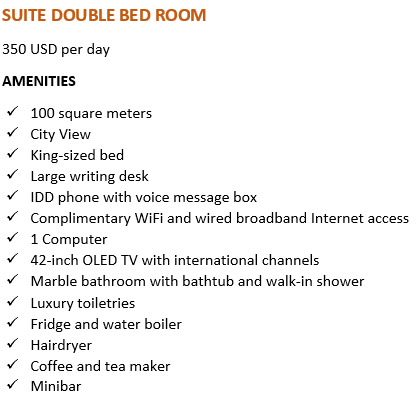 SUITE DOUBLE BED ROOM
350 USD per day
AMENITIES
✓ 100 square meters
✓ City View
✓ King-sized bed
✓ Large writing desk
✓ IDD phone with voice message box
✓ Complimentary WiFi and wired broadband Internet access
✓ 1 Computer
✓ 42-inch OLED TV with international channels
✓ Marble bathroom with bathtub and walk-in shower
✓ Luxury toiletries
✓ Fridge and water boiler
✓ Hairdryer
✓ Coffee and tea maker
✓ Minibar